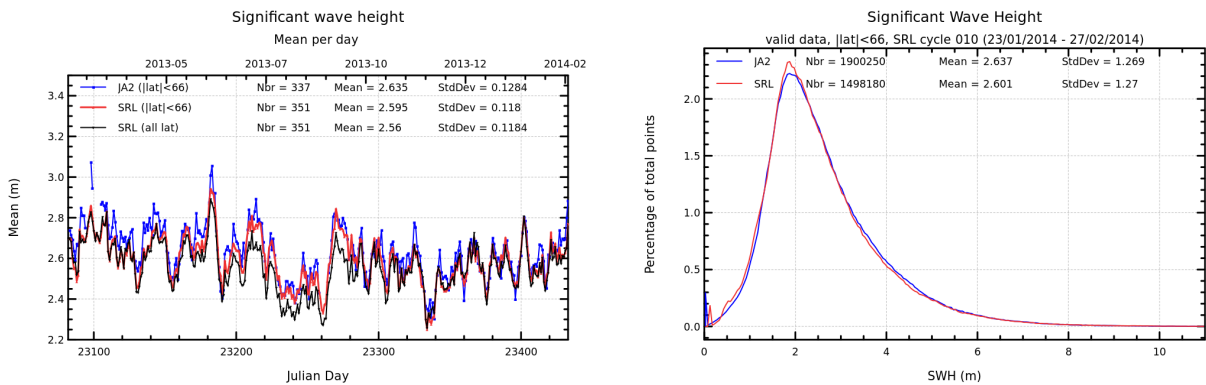 Significant wave height
Mean per day
2013-05 2013-07 2013-10 2013-12 2014-02
JA2 (|lat|<66) Nbr = 337 Mean = 2.635 StdDev = 0.1284
SRL (|lat|<66) Nbr = 351 Mean = 2.595 StdDev = 0.118
SRL (all lat) Nbr = 351 Mean = 2.56 StdDev = 0.1184
3.4
3.2
3.0
2.8
2.6
2.4
2.2
Mean (m)
23100 23200 23300 23400
Julian Day
Significant Wave Height
valid data, |lat|<66, SRL cycle 010 (23/01/2014 - 27/02/2014)
JA2 Nbr = 1900250 Mean = 2.637 StdDev = 1.269
SRL Nbr = 1498180 Mean = 2.601 StdDev = 1.27
2.0
1.5
1.0
0.5
0.0
Percentage of total points
0 2 4 6 8 10
SWH (m)